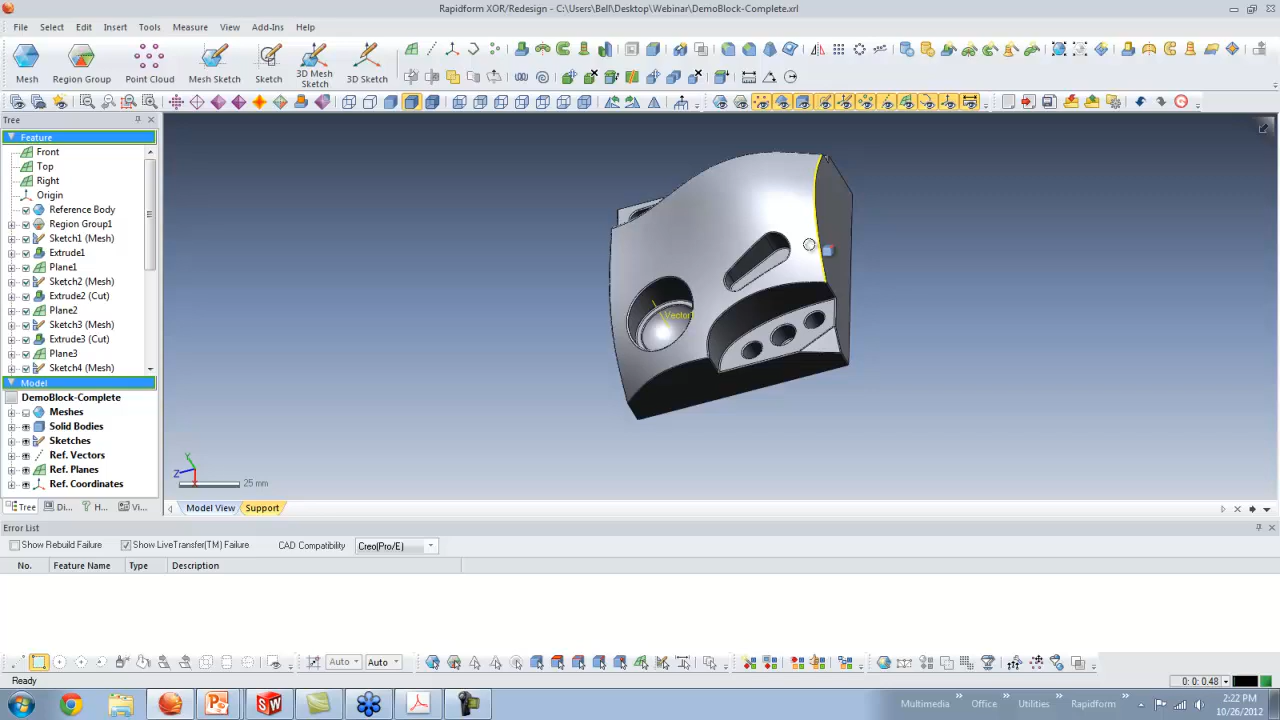 Rapidform XOR/Redesign - C:\Users\Bell\Desktop\Webinar\DemoBlock-Complete.xrl
File Select Edit Insert Tools Measure View Add-Ins Help
Mesh
Region Group
Point Cloud
Mesh Sketch
Sketch
3D Mesh
Sketch
3D Sketch
Tree
Feature
Front
Top
Right
Origin
Reference Body
Region Group1
Sketch1 (Mesh)
Extrude1
Plane1
Sketch2 (Mesh)
Extrude2 (Cut)
Plane2
Sketch3 (Mesh)
Extrude3 (Cut)
Plane3
Sketch4 (Mesh)
Model
DemoBlock-Complete
Meshes
Solid Bodies
Sketches
Ref. Vectors
Ref. Planes
Ref. Coordinates
Tree Di... H... Vi...
Y
Z
25 mm
Model View Support
Error List
Show Rebuild Failure Show LiveTransfer(TM) Failure CAD Compatibility Creo(Pro/E)
No. Feature Name Type Description
Auto Auto
Ready
0: 0: 0.48
Multimedia » Office » Utilities » Rapidform »
2:22 PM
10/26/2012